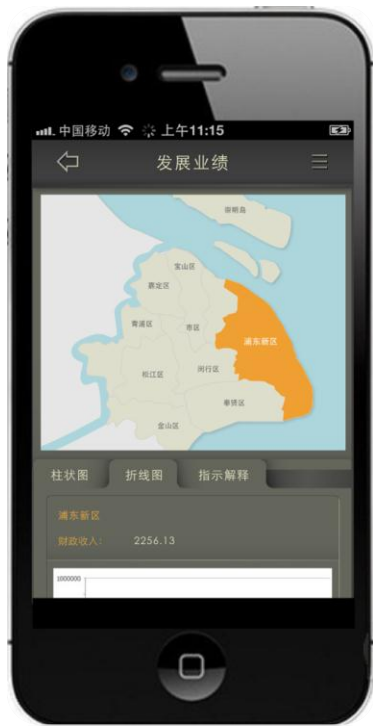 中国移动 上午11:15
发展业绩
崇明岛
宝山区
嘉定区
青浦区 市区 浦东新区
松江区 闵行区
奉贤区
金山区
柱状图 折线图 指示解释
浦东新区
财政收入: 2256.13
1000000